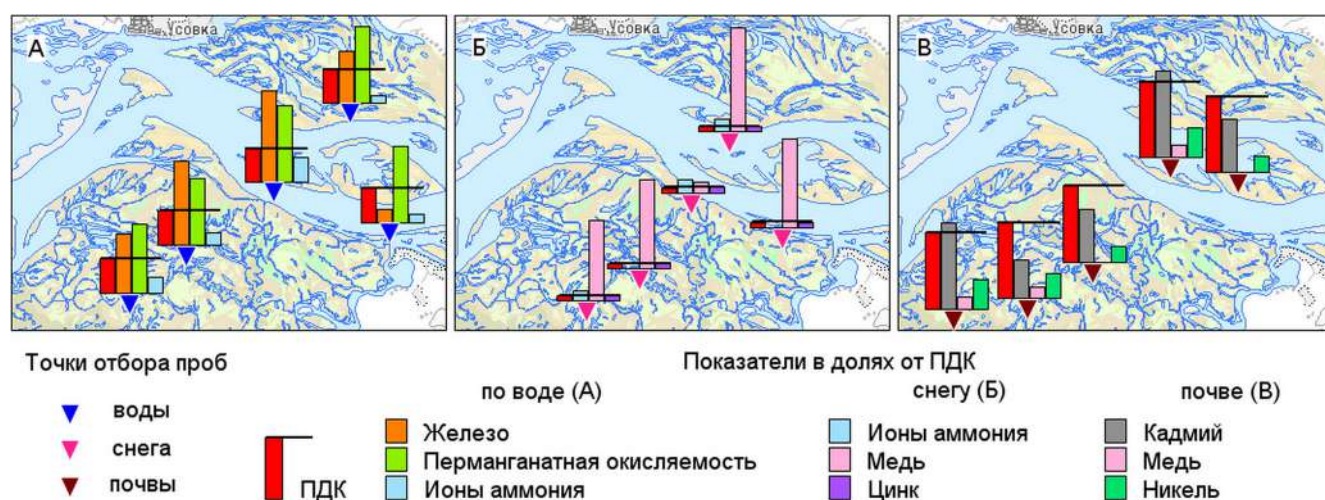 А
Усовка
Б
Усовка
В
Усовка
Точки отбора проб
Показатели в долях от ПДК
по воде (А)
снегу (Б)
почве (В)
воды
снега
почвы
ПДК
Железо
Перманганатная окисляемость
Ионы аммония
Ионы аммония
Медь
Цинк
Кадмий
Медь
Никель